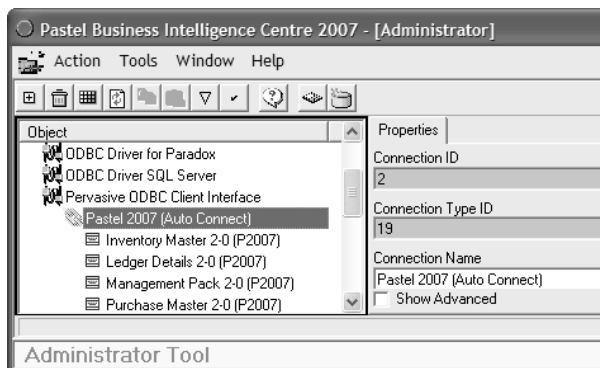 Pastel Business Intelligence Centre 2007 - [Administrator]
Action Tools Window Help
Object
ODBC Driver for Paradox
ODBC Driver SQL Server
Pervasive ODBC Client Interface
Pastel 2007 (Auto Connect)
Inventory Master 2-0 (P2007)
Ledger Details 2-0 (P2007)
Management Pack 2-0 (P2007)
Purchase Master 2-0 (P2007)
Properties
Connection ID
2
Connection Type ID
19
Connection Name
Pastel 2007 (Auto Connect)
Show Advanced
Administrator Tool